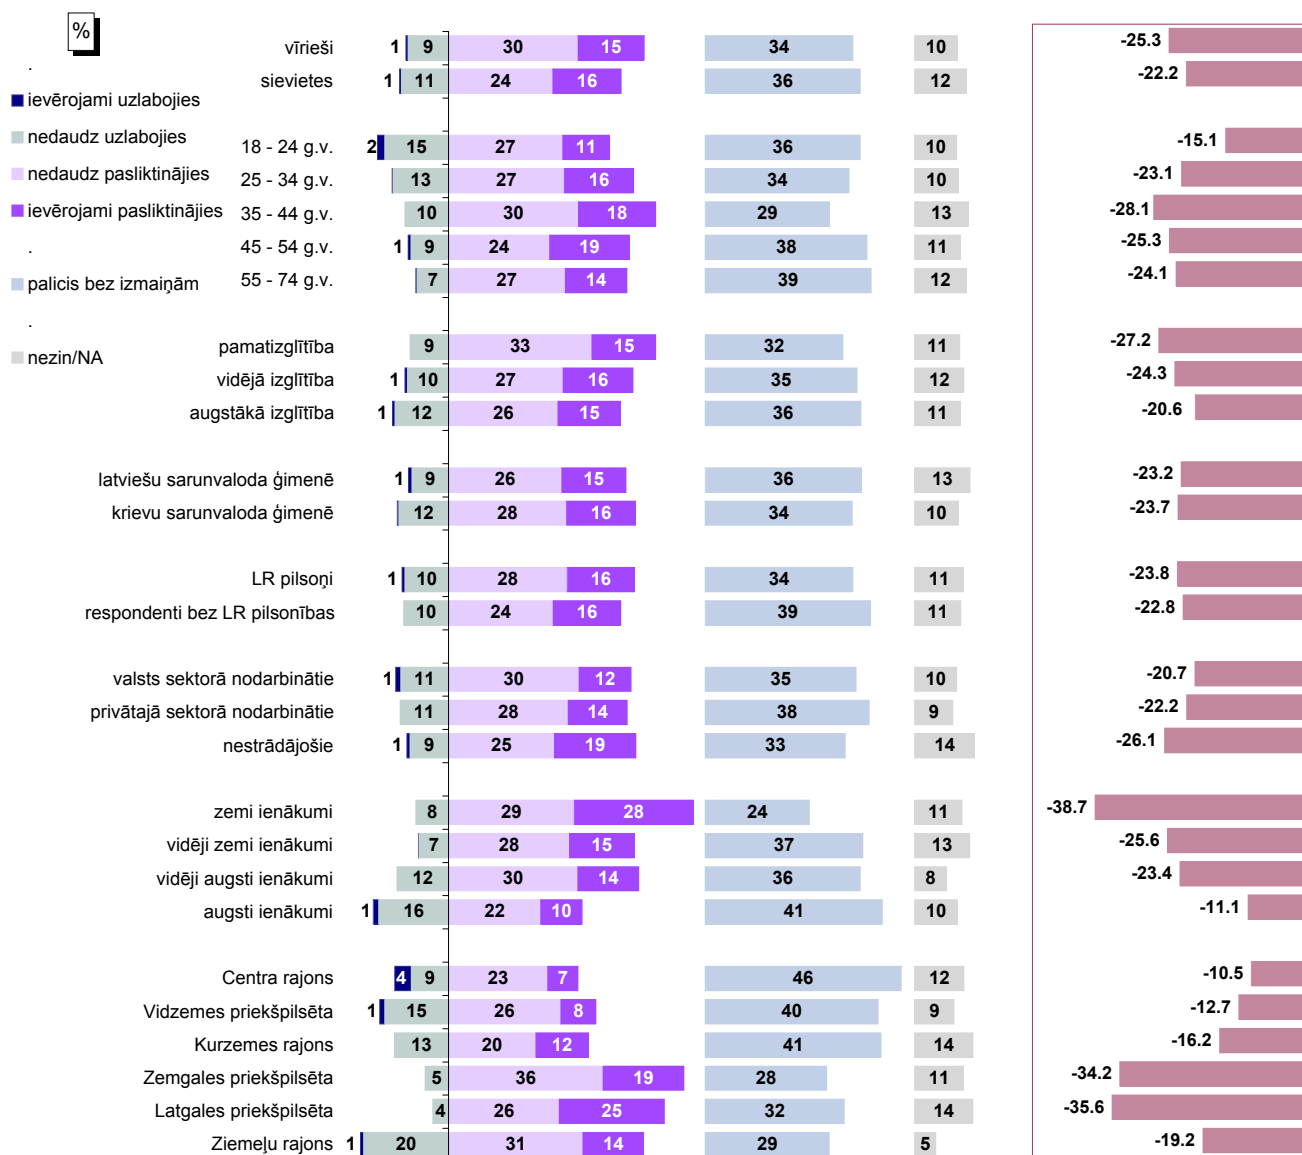 %
.
ievērojami uzlabojies
nedaudz uzlabojies
nedaudz pasliktinājies
ievērojami pasliktinājies
.
palicis bez izmaiņām
.
nezin/NA
vīrieši 1 9 30 15 34 10 -25.3
sievietes 1 11 24 16 36 12 -22.2
18 - 24 g.v. 2 15 27 11 36 10 -15.1
25 - 34 g.v. 13 27 16 34 10 -23.1
35 - 44 g.v. 10 30 18 29 13 -28.1
45 - 54 g.v. 1 9 24 19 38 11 -25.3
55 - 74 g.v. 7 27 14 39 12 -24.1
pamatizglītība 9 33 15 32 11 -27.2
vidējā izglītība 1 10 27 16 35 12 -24.3
augstākā izglītība 1 12 26 15 36 11 -20.6
latviešu sarunvaloda ģimenē 1 9 26 15 36 13 -23.2
krievu sarunvaloda ģimenē 12 28 16 34 10 -23.7
LR pilsoņi 1 10 28 16 34 11 -23.8
respondenti bez LR pilsonības 10 24 16 39 11 -22.8
valsts sektorā nodarbinātie 1 11 30 12 35 10 -20.7
privātajā sektorā nodarbinātie 11 28 14 38 9 -22.2
nestrādājošie 1 9 25 19 33 14 -26.1
zemi ienākumi 8 29 28 24 11 -38.7
vidēji zemi ienākumi 7 28 15 37 13 -25.6
vidēji augsti ienākumi 12 30 14 36 8 -23.4
augsti ienākumi 1 16 22 10 41 10 -11.1
Centra rajons 4 9 23 7 46 12 -10.5
Vidzemes priekšpilsēta 1 15 26 8 40 9 -12.7
Kurzemes rajons 13 20 12 41 14 -16.2
Zemgales priekšpilsēta 5 36 19 28 11 -34.2
Latgales priekšpilsēta 4 26 25 32 14 -35.6
Ziemeļu rajons 1 20 31 14 29 5 -19.2